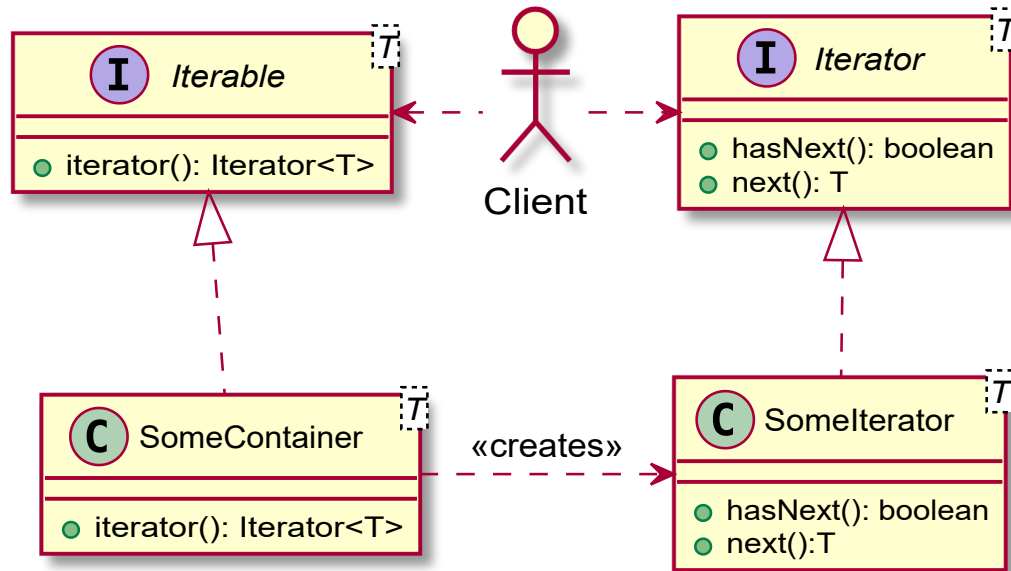 I Iterable T
iterator(): Iterator<T>
Client
I Iterator T
hasNext(): boolean
next(): T
C SomeContainer T
iterator(): Iterator<T>
«creates»
C SomeIterator T
hasNext(): boolean
next():T